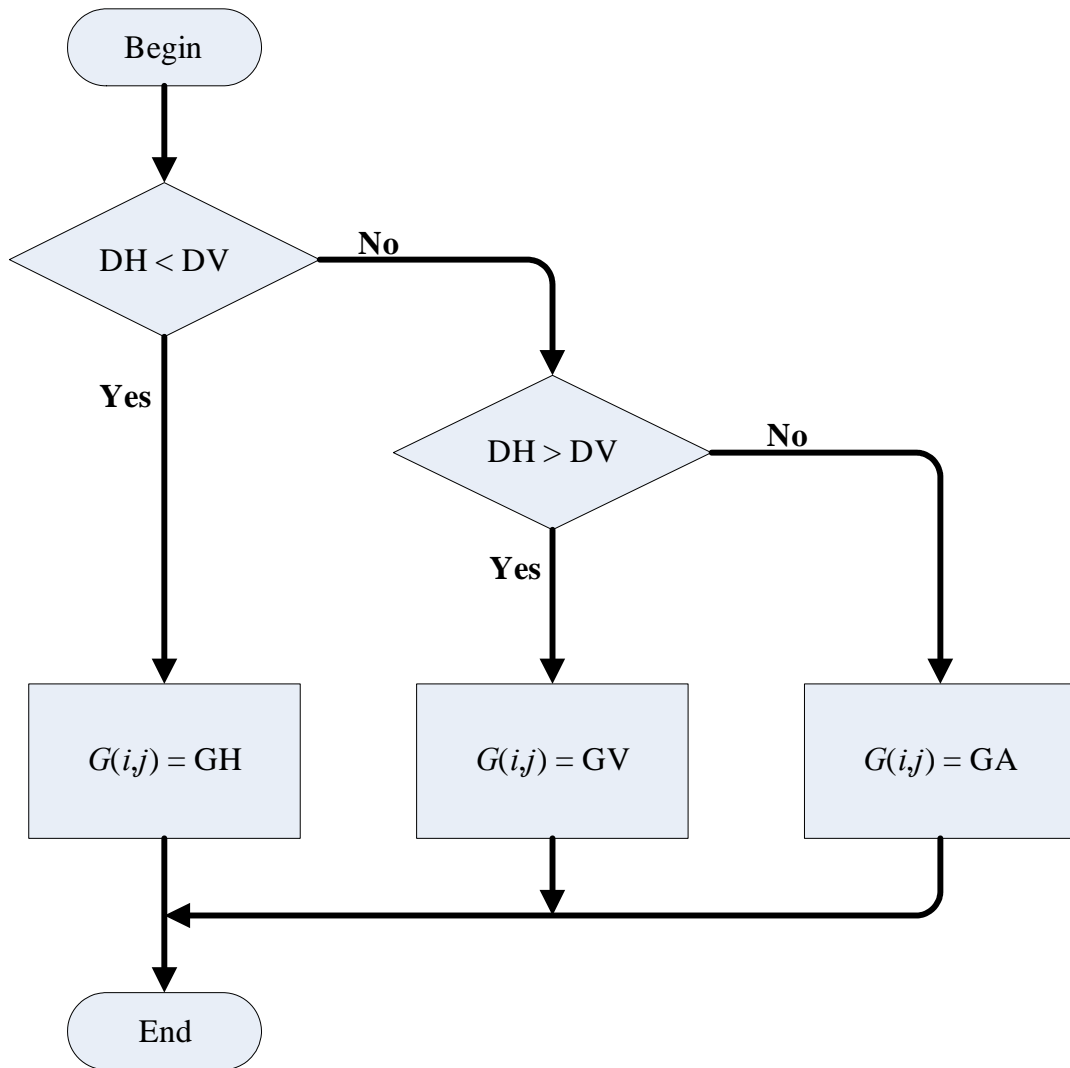 Begin
DH < DV
No
Yes
DH > DV
No
Yes
G(i,j) = GH
G(i,j) = GV
G(i,j) = GA
End